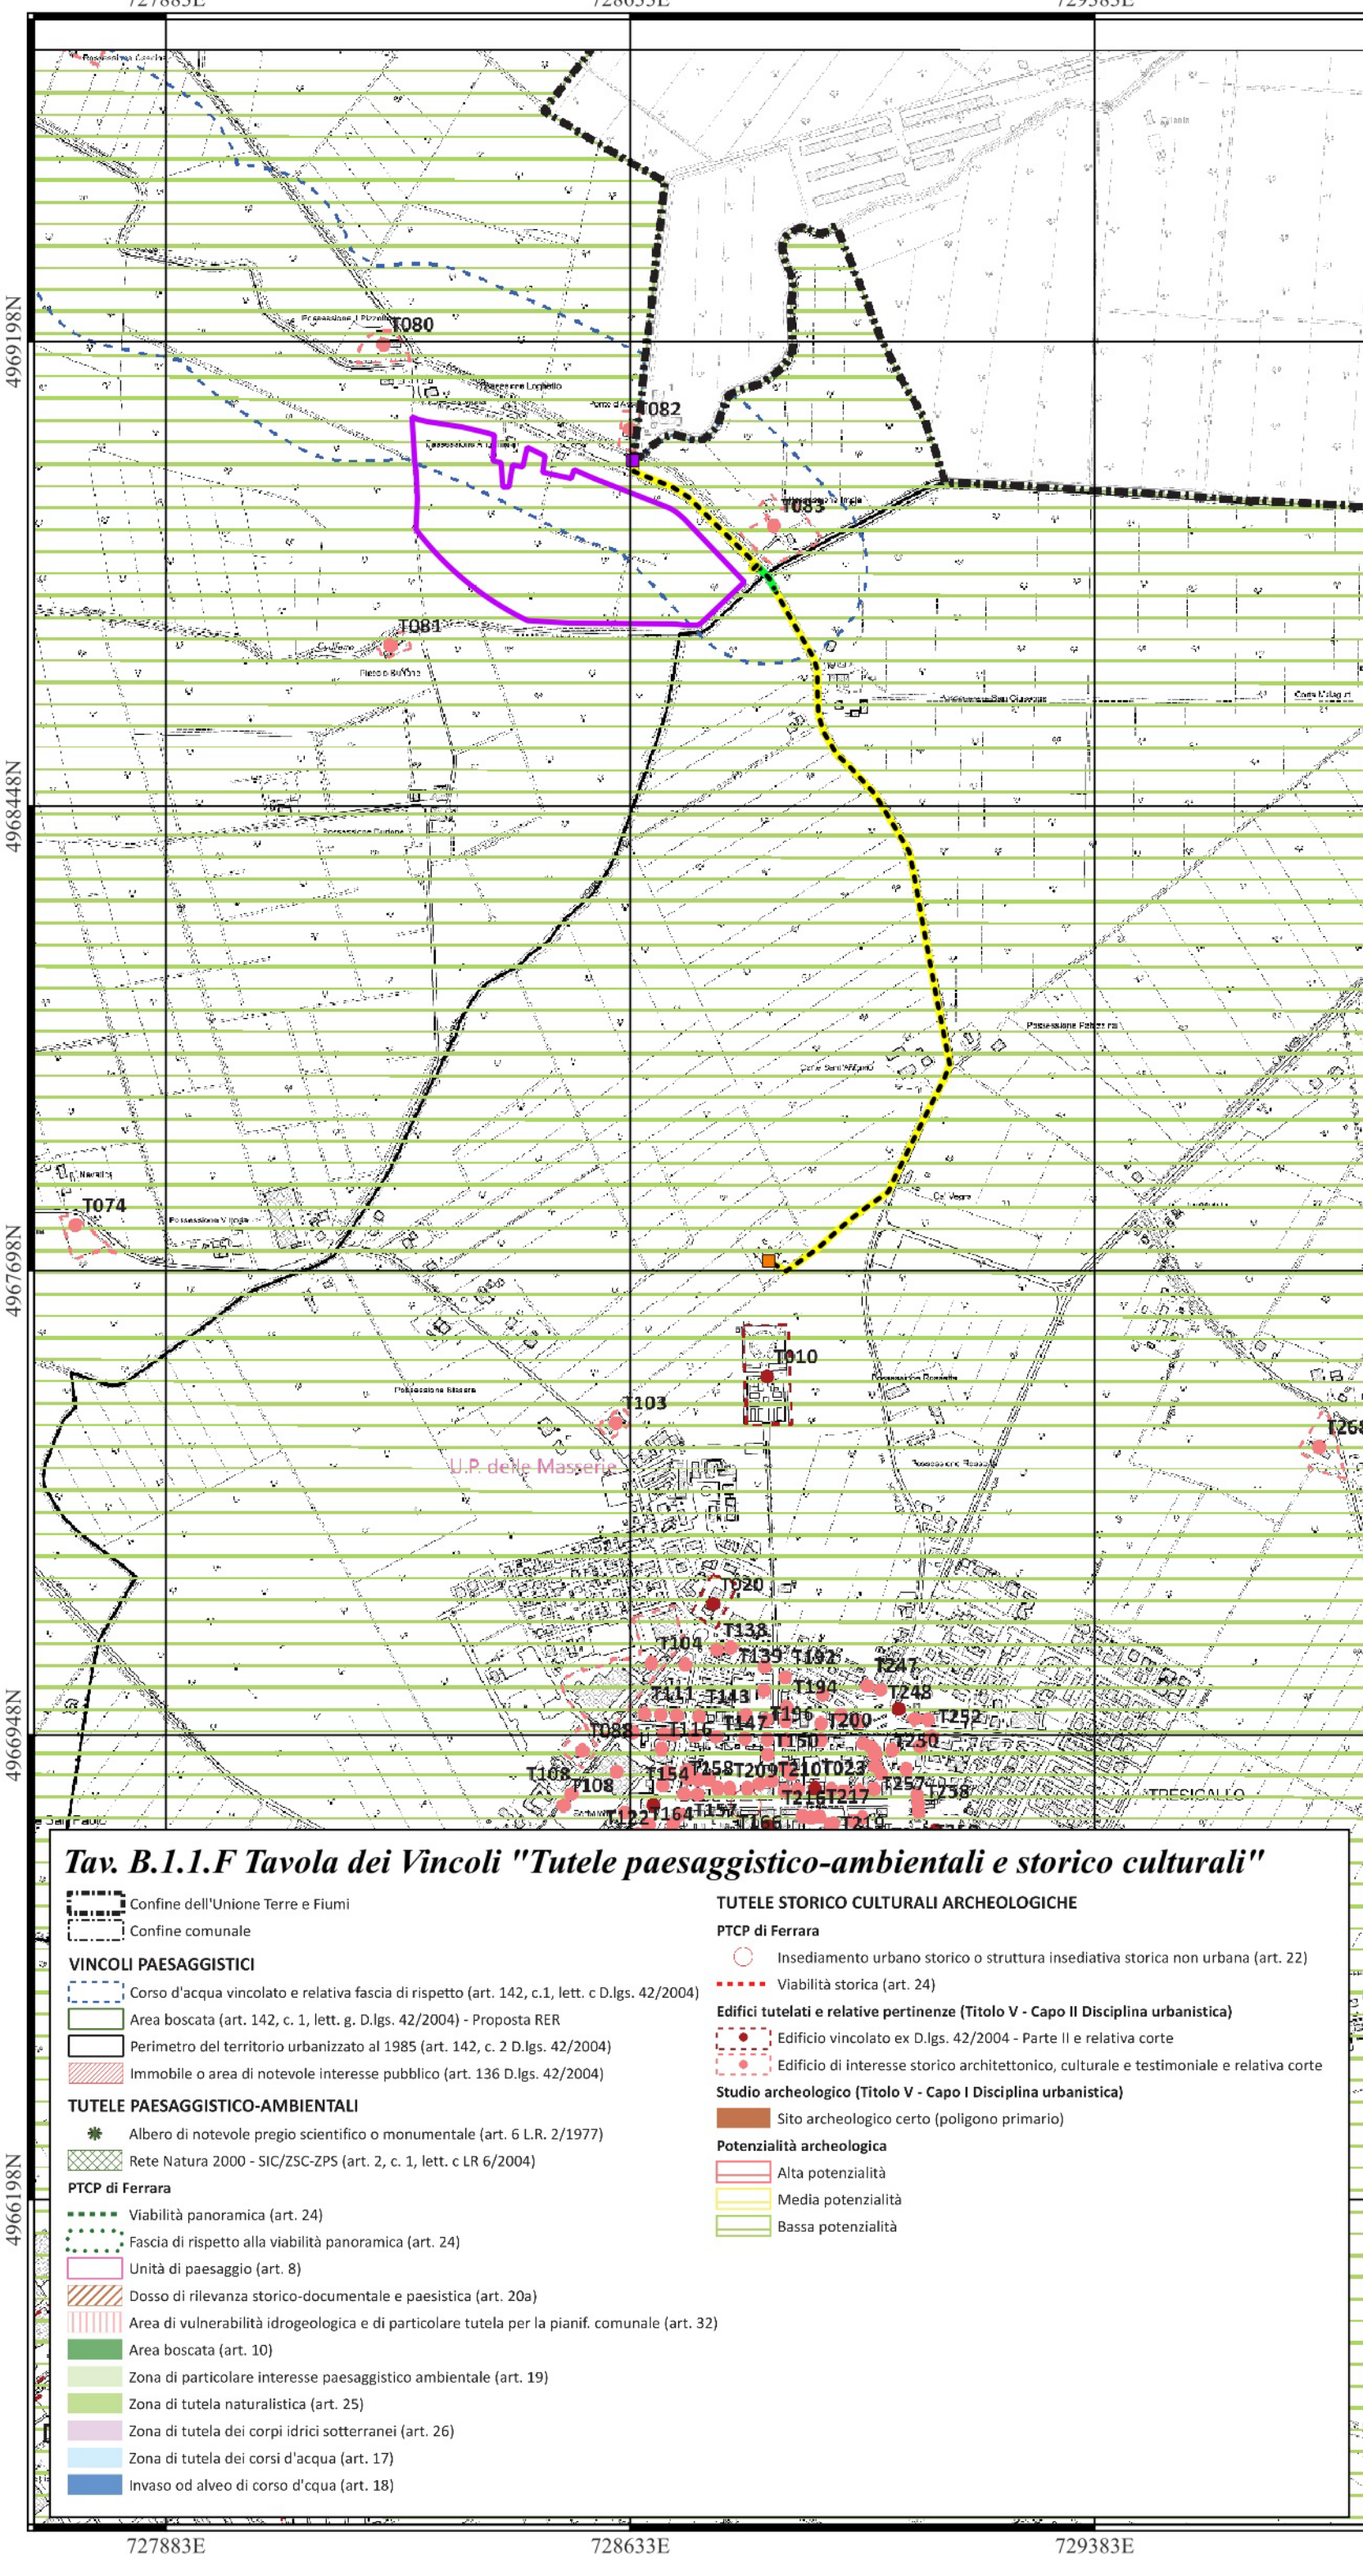 727883E 728633E 729383E
4969198N
T080
T082
T083
T081
4968448N
T074
4967698N
T010
T103
U.P. delle Masserie
T020
T138
T104
T139 T192
T247
T194
T111 T143
T248
T196
T252
T147
T200
T088
T116
T150
T250
4966948N
T158 T209 T210 T023
T154
T108
T108
T257
T258
TRESIGALLO
T217
T122 T164 T157
T166
T219
Tav. B.1.1.F Tavola dei Vincoli "Tutele paesaggistico-ambientali e storico culturali"
Confine dell'Unione Terre e Fiumi
Confine comunale
VINCOLI PAESAGGISTICI
Corso d'acqua vincolato e relativa fascia di rispetto (art. 142, c.1, lett. c D.lgs. 42/2004)
Area boscata (art. 142, c. 1, lett. g. D.lgs. 42/2004) - Proposta RER
Perimetro del territorio urbanizzato al 1985 (art. 142, c. 2 D.lgs. 42/2004)
Immobile o area di notevole interesse pubblico (art. 136 D.lgs. 42/2004)
TUTELE PAESAGGISTICO-AMBIENTALI
Albero di notevole pregio scientifico o monumentale (art. 6 L.R. 2/1977)
Rete Natura 2000 - SIC/ZSC-ZPS (art. 2, c. 1, lett. c LR 6/2004)
PTCP di Ferrara
Viabilità panoramica (art. 24)
Fascia di rispetto alla viabilità panoramica (art. 24)
Unità di paesaggio (art. 8)
Dosso di rilevanza storico-documentale e paesistica (art. 20a)
Area di vulnerabilità idrogeologica e di particolare tutela per la pianif. comunale (art. 32)
Area boscata (art. 10)
Zona di particolare interesse paesaggistico ambientale (art. 19)
Zona di tutela naturalistica (art. 25)
Zona di tutela dei corpi idrici sotterranei (art. 26)
Zona di tutela dei corsi d'acqua (art. 17)
Invaso od alveo di corso d'cqua (art. 18)
TUTELE STORICO CULTURALI ARCHEOLOGICHE
PTCP di Ferrara
Insediamento urbano storico o struttura insediativa storica non urbana (art. 22)
Viabilità storica (art. 24)
Edifici tutelati e relative pertinenze (Titolo V - Capo II Disciplina urbanistica)
Edificio vincolato ex D.lgs. 42/2004 - Parte II e relativa corte
Edificio di interesse storico architettonico, culturale e testimoniale e relativa corte
Studio archeologico (Titolo V - Capo I Disciplina urbanistica)
Sito archeologico certo (poligono primario)
Potenzialità archeologica
Alta potenzialità
Media potenzialità
Bassa potenzialità
4966198N
727883E 728633E 729383E